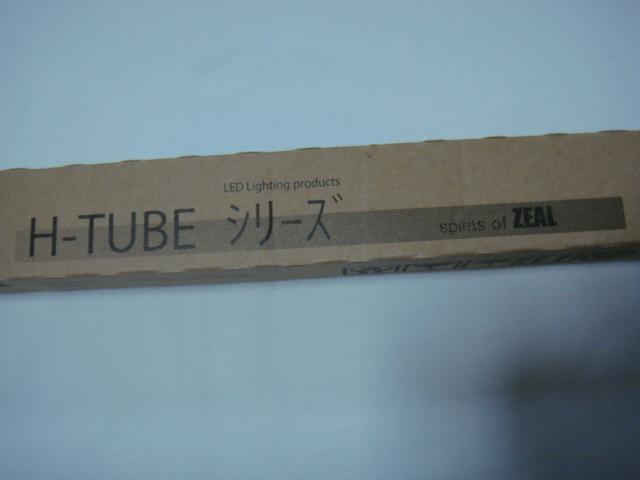 LED Lighting products
H-TUBE シリーズ
spirits of ZEAL